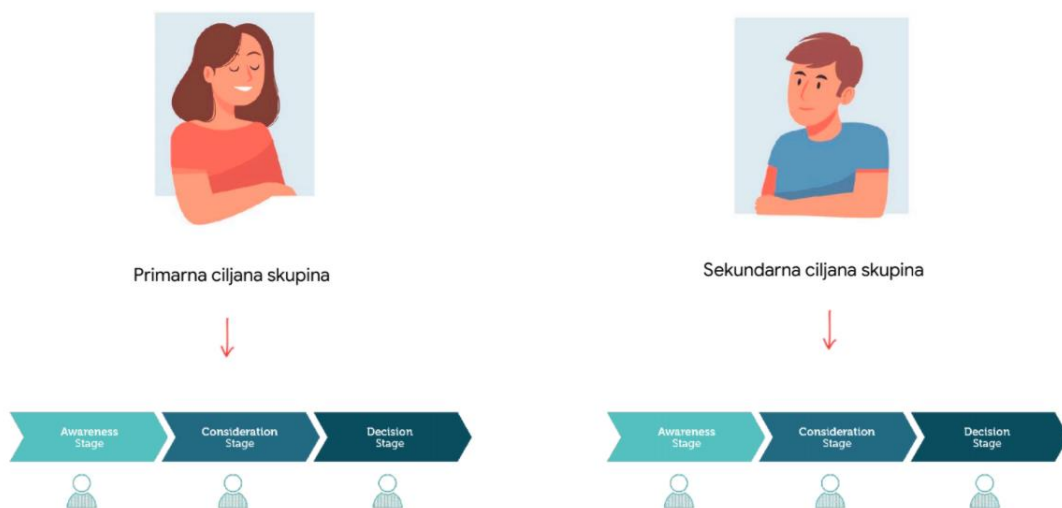 Primarna ciljana skupina
Sekundarna ciljana skupina
Awareness
Stage
Consideration
Stage
Decision
Stage
Awareness
Stage
Consideration
Stage
Decision
Stage